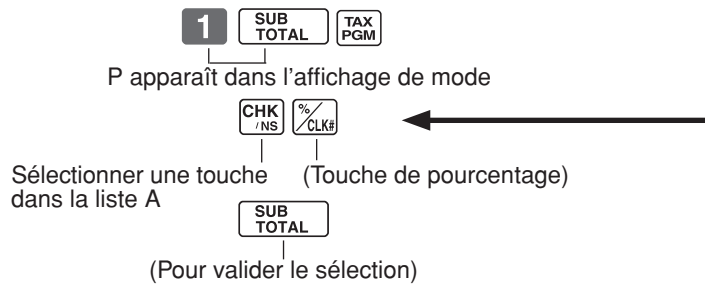 1 SUB TOTAL TAX PGM
P apparaît dans l'affichage de mode
CHK /NS %/CLK#
Sélectionner une touche (Touche de pourcentage)
dans la liste A
SUB TOTAL
(Pour valider le sélection)